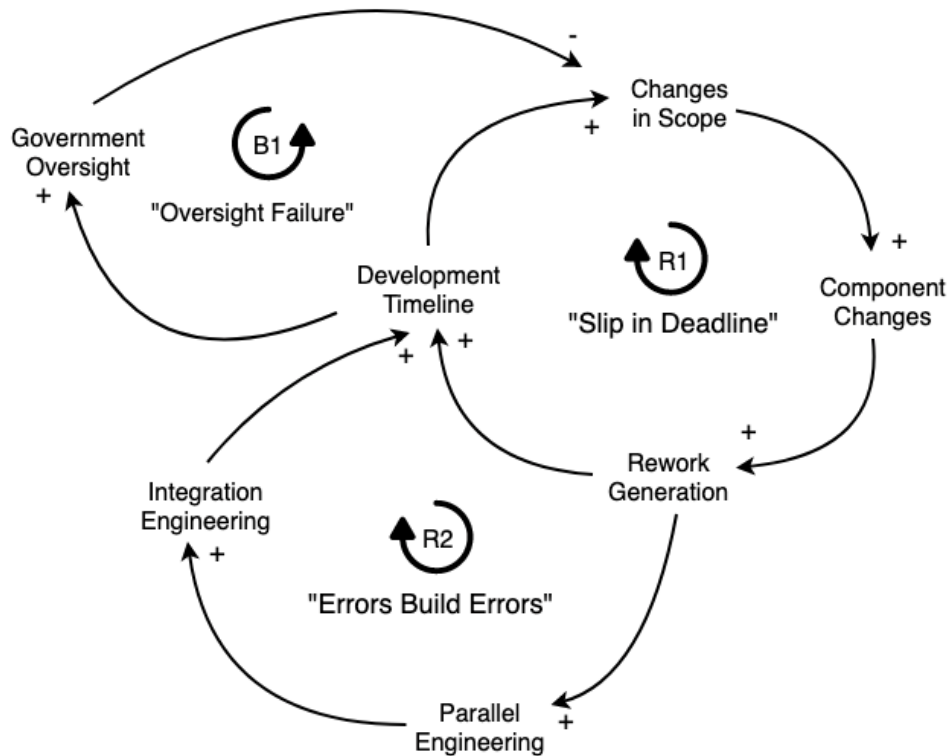 -
Changes
in Scope
+
Government
Oversight
+
B1
"Oversight Failure"
R1
"Slip in Deadline"
+
Component
Changes
Development
Timeline
+
+
+
Rework
Generation
Integration
Engineering
+
R2
"Errors Build Errors"
Parallel
Engineering
+